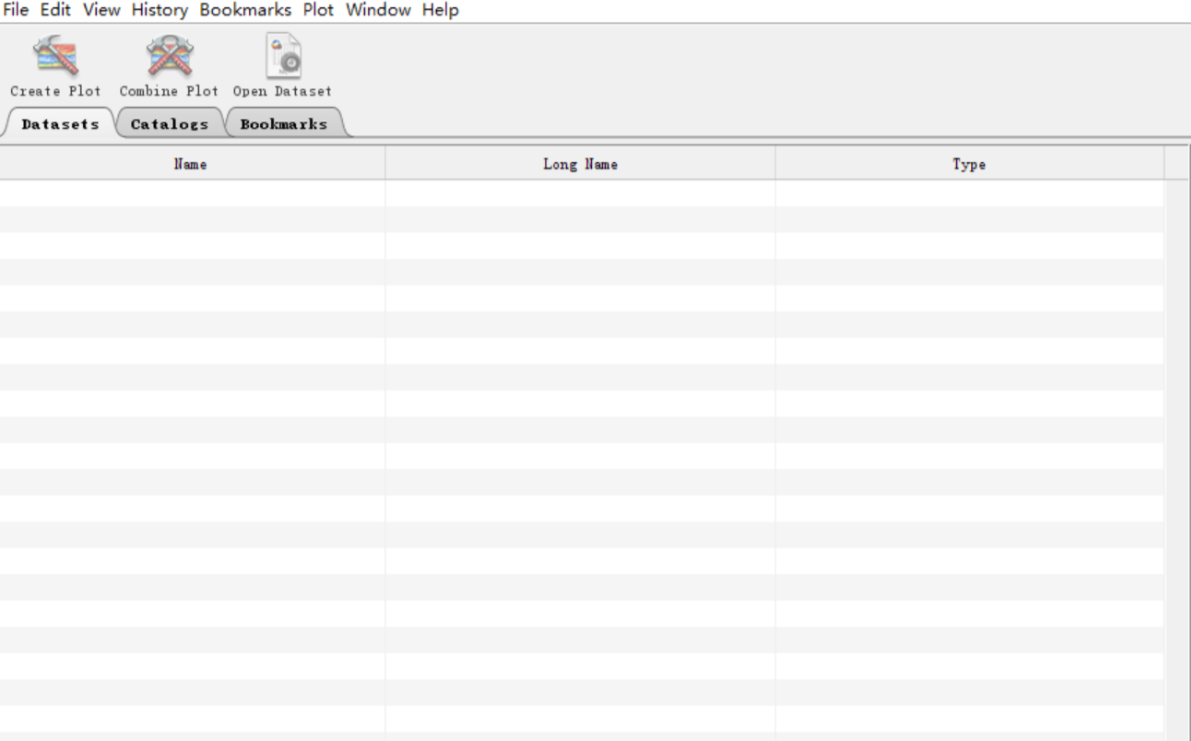 File Edit View History Bookmarks Plot Window Help
Create Plot Combine Plot Open Dataset
Datasets Catalogs Bookmarks
Name Long Name Type